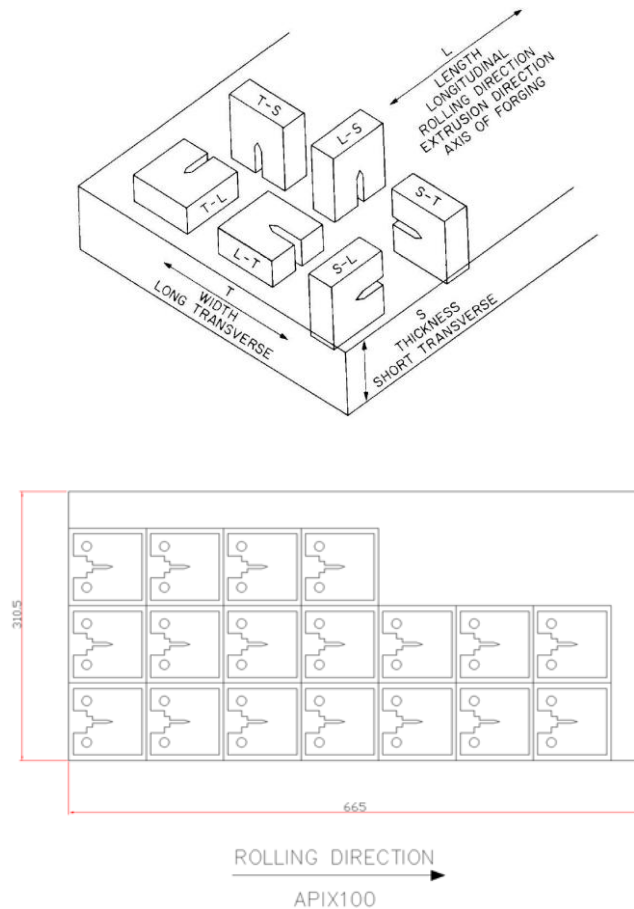 L
LENGTH
LONGITUDINAL
ROLLING DIRECTION
EXTRUSION DIRECTION
AXIS OF FORGING
T-S
L-S
T-L
S-T
L-T
S-L
T
WIDTH
LONG TRANSVERSE
S
THICKNESS
SHORT TRANSVERSE
310.5
665
ROLLING DIRECTION
APIX100